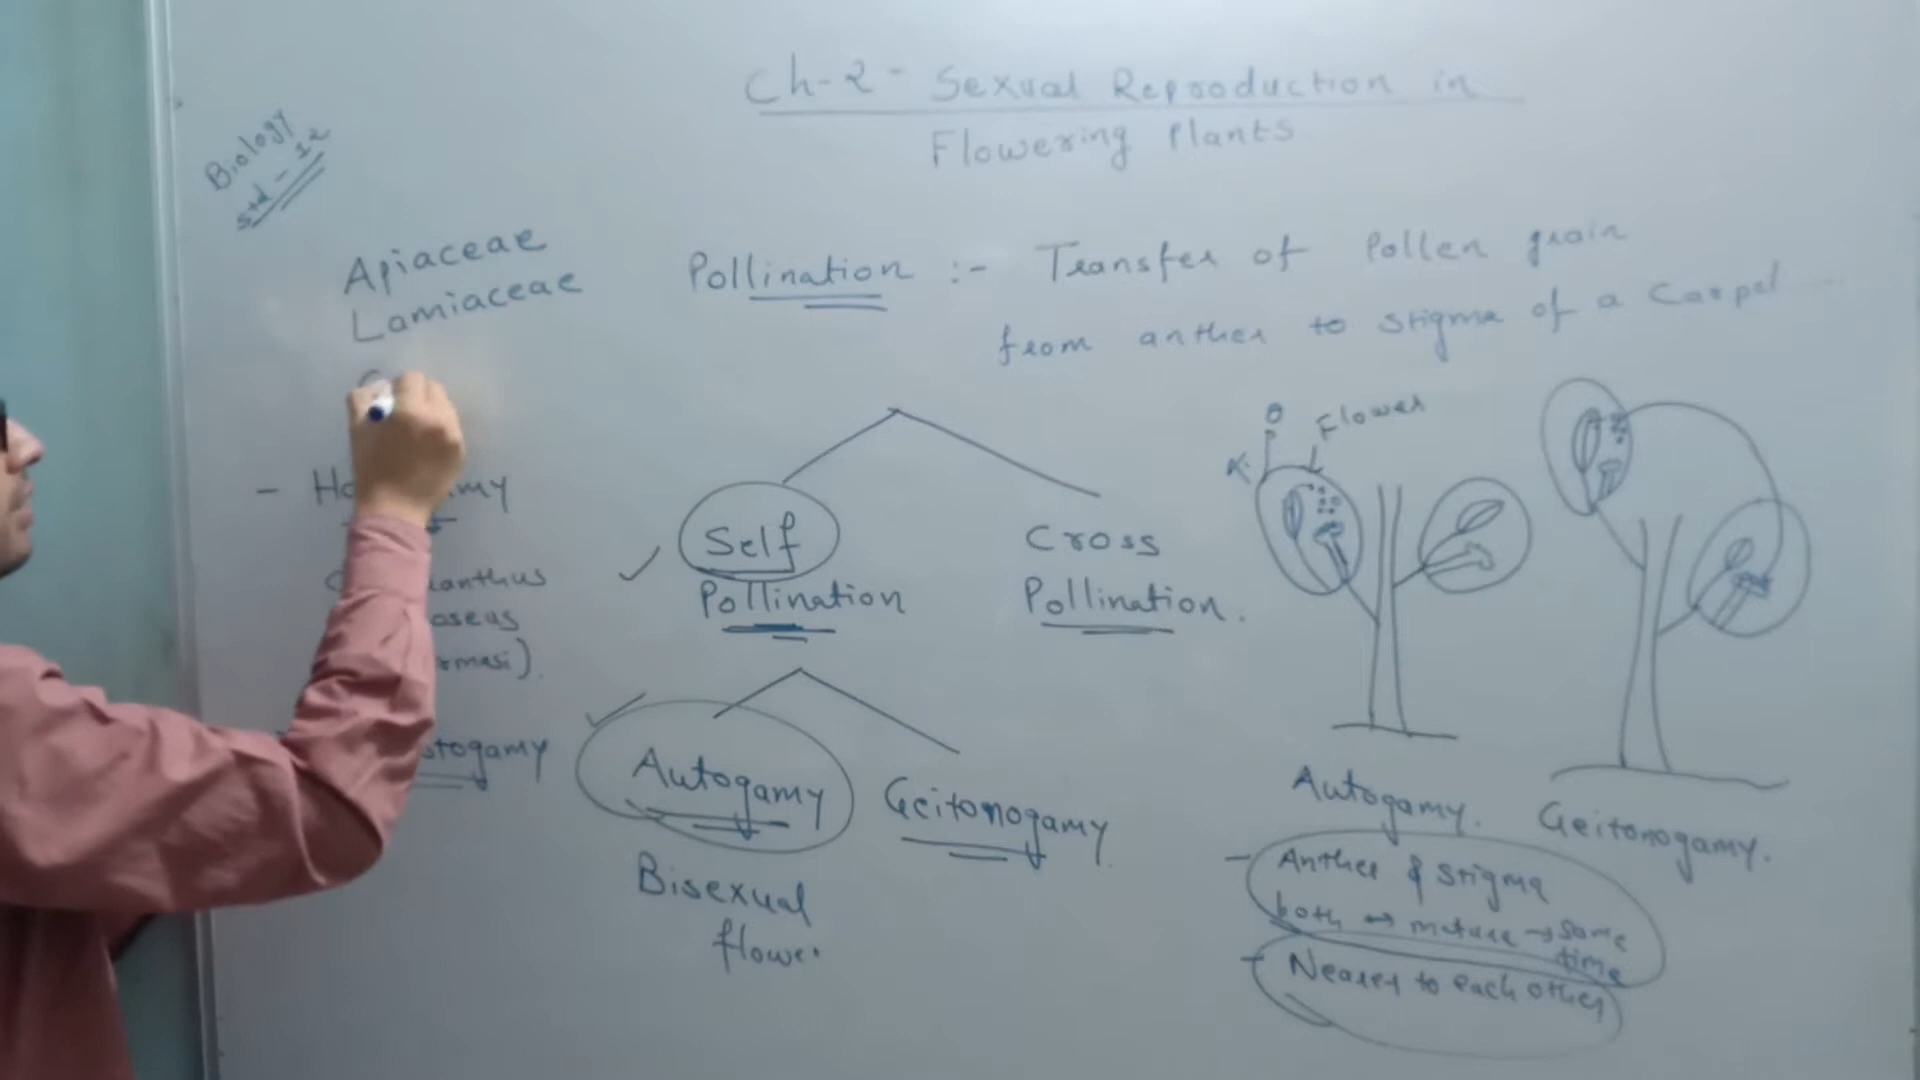 Ch-2- Sexual Reproduction in
Flowering Plants
Biology
std - 12
Apiaceae
Lamiaceae
Pollination :- Transfer of Pollen grain
from anther to stigma of a Carpel
Flower
Self
Pollination
Cross
Pollination.
Autogamy
Geitonogamy
Bisexual
flower
Autogamy.
Geitonogamy.
- Anther & stigma
both → mature → same
time
- Nearer to each other